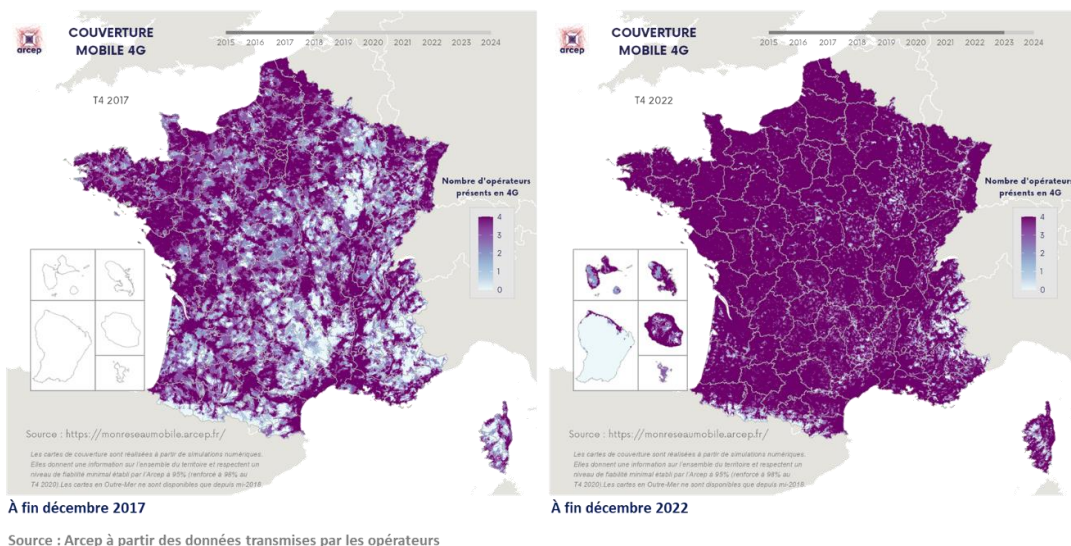 arcep
COUVERTURE
MOBILE 4G
2015 2016 2017 2018 2019 2020 2021 2022 2023 2024
T4 2017
Nombre d'opérateurs
présents en 4G
4
3
2
1
0
Source : https://monreseaumobile.arcep.fr/
Les cartes de couverture sont réalisées à partir de simulations numériques.
Elles donnent une information sur l'ensemble du territoire et respectent un
niveau de fiabilité minimal établi par l'Arcep à 95% (renforcé à 98% au
T4 2020).Les cartes en Outre-Mer ne sont disponibles que depuis mi-2018.
À fin décembre 2017
arcep
COUVERTURE
MOBILE 4G
2015 2016 2017 2018 2019 2020 2021 2022 2023 2024
T4 2022
Nombre d'opérateurs
présents en 4G
4
3
2
1
0
Source : https://monreseaumobile.arcep.fr/
Les cartes de couverture sont réalisées à partir de simulations numériques.
Elles donnent une information sur l'ensemble du territoire et respectent un
niveau de fiabilité minimal établi par l'Arcep à 95% (renforcé à 98% au
T4 2020).Les cartes en Outre-Mer ne sont disponibles que depuis mi-2018.
À fin décembre 2022
Source : Arcep à partir des données transmises par les opérateurs